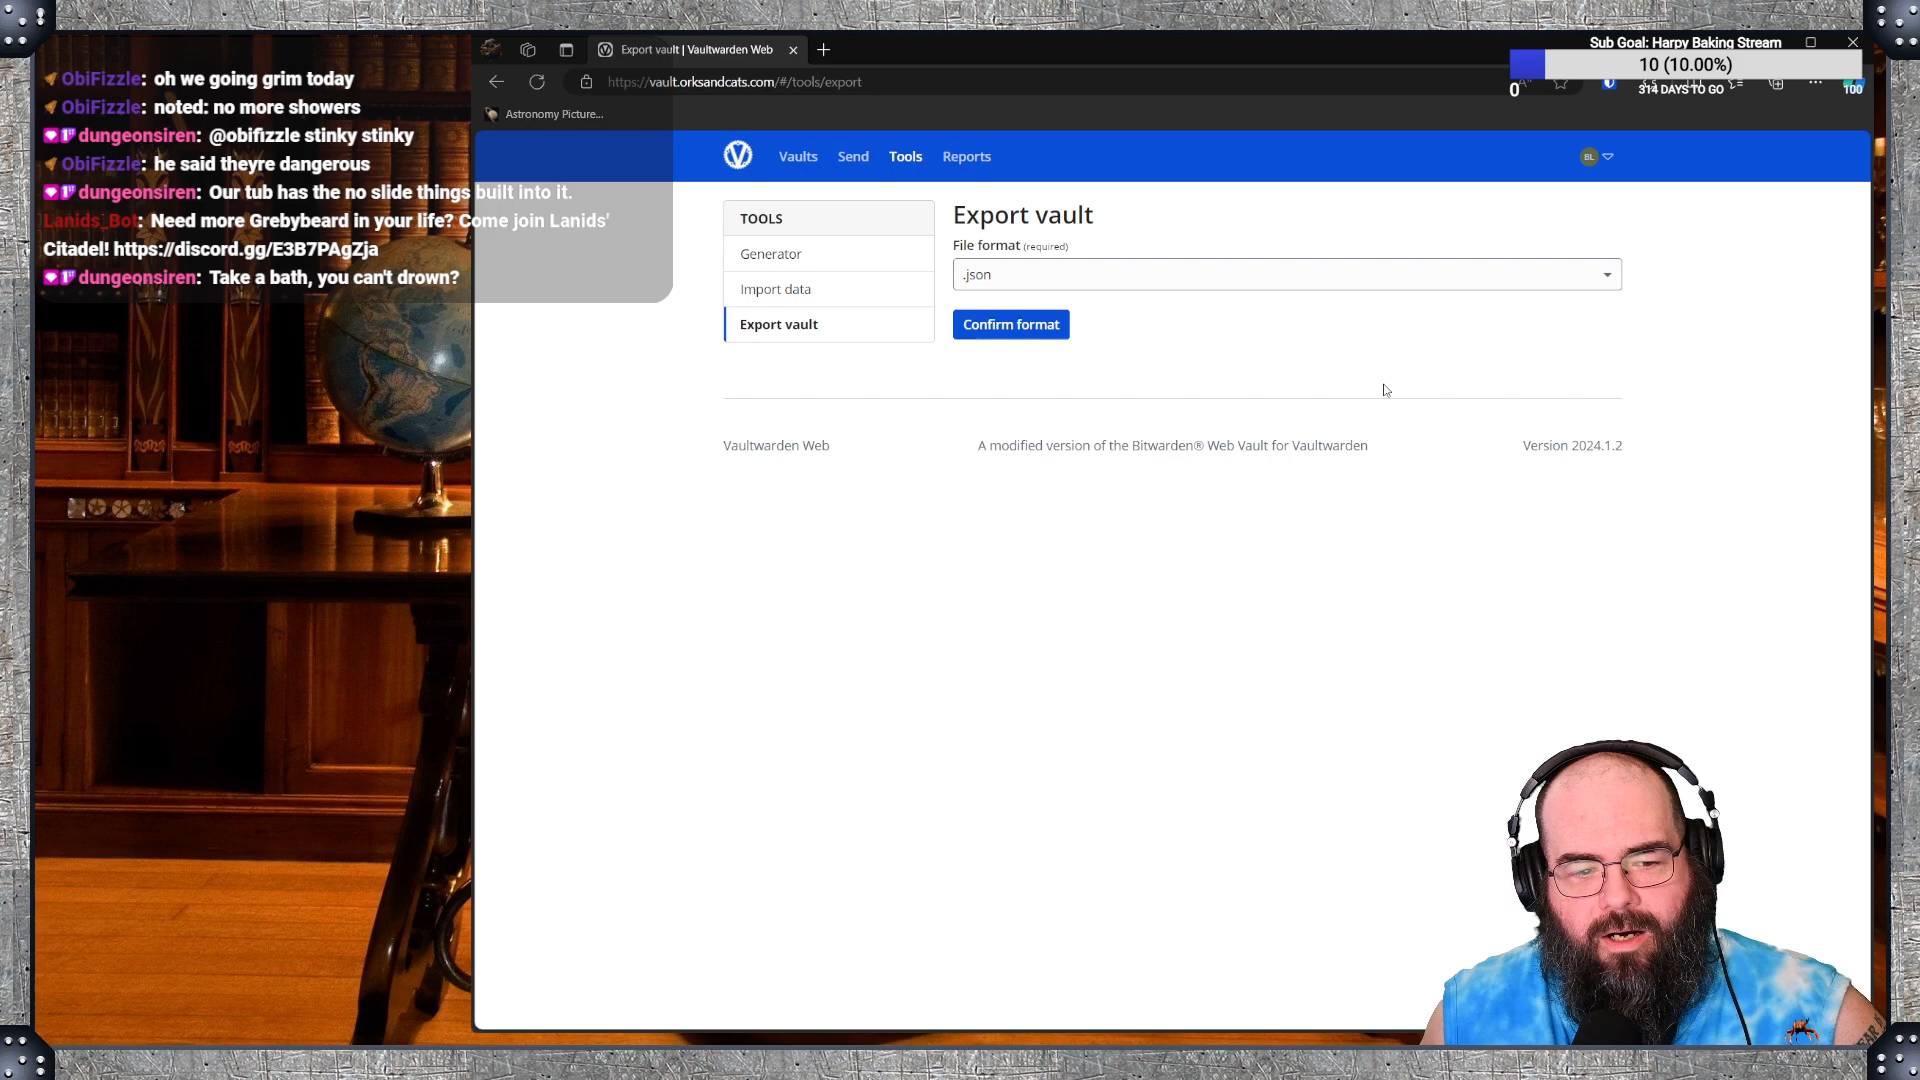 ObiFizzle: oh we going grim today
ObiFizzle: noted: no more showers
dungeonsiren: @obifizzle stinky stinky
ObiFizzle: he said theyre dangerous
dungeonsiren: Our tub has the no slide things built into it.
Lanids_Bot: Need more Grebybeard in your life? Come join Lanids'
Citadel! https://discord.gg/E3B7PAgZja
dungeonsiren: Take a bath, you can't drown?
Export vault | Vaultwarden Web
https://vault.orksandcats.com/#/tools/export
Astronomy Picture...
Sub Goal: Harpy Baking Stream
10 (10.00%)
0
314 DAYS TO GO
100
Vaults
Send
Tools
Reports
BL
TOOLS
Generator
Import data
Export vault
Export vault
File format (required)
.json
Confirm format
Vaultwarden Web
A modified version of the Bitwarden® Web Vault for Vaultwarden
Version 2024.1.2